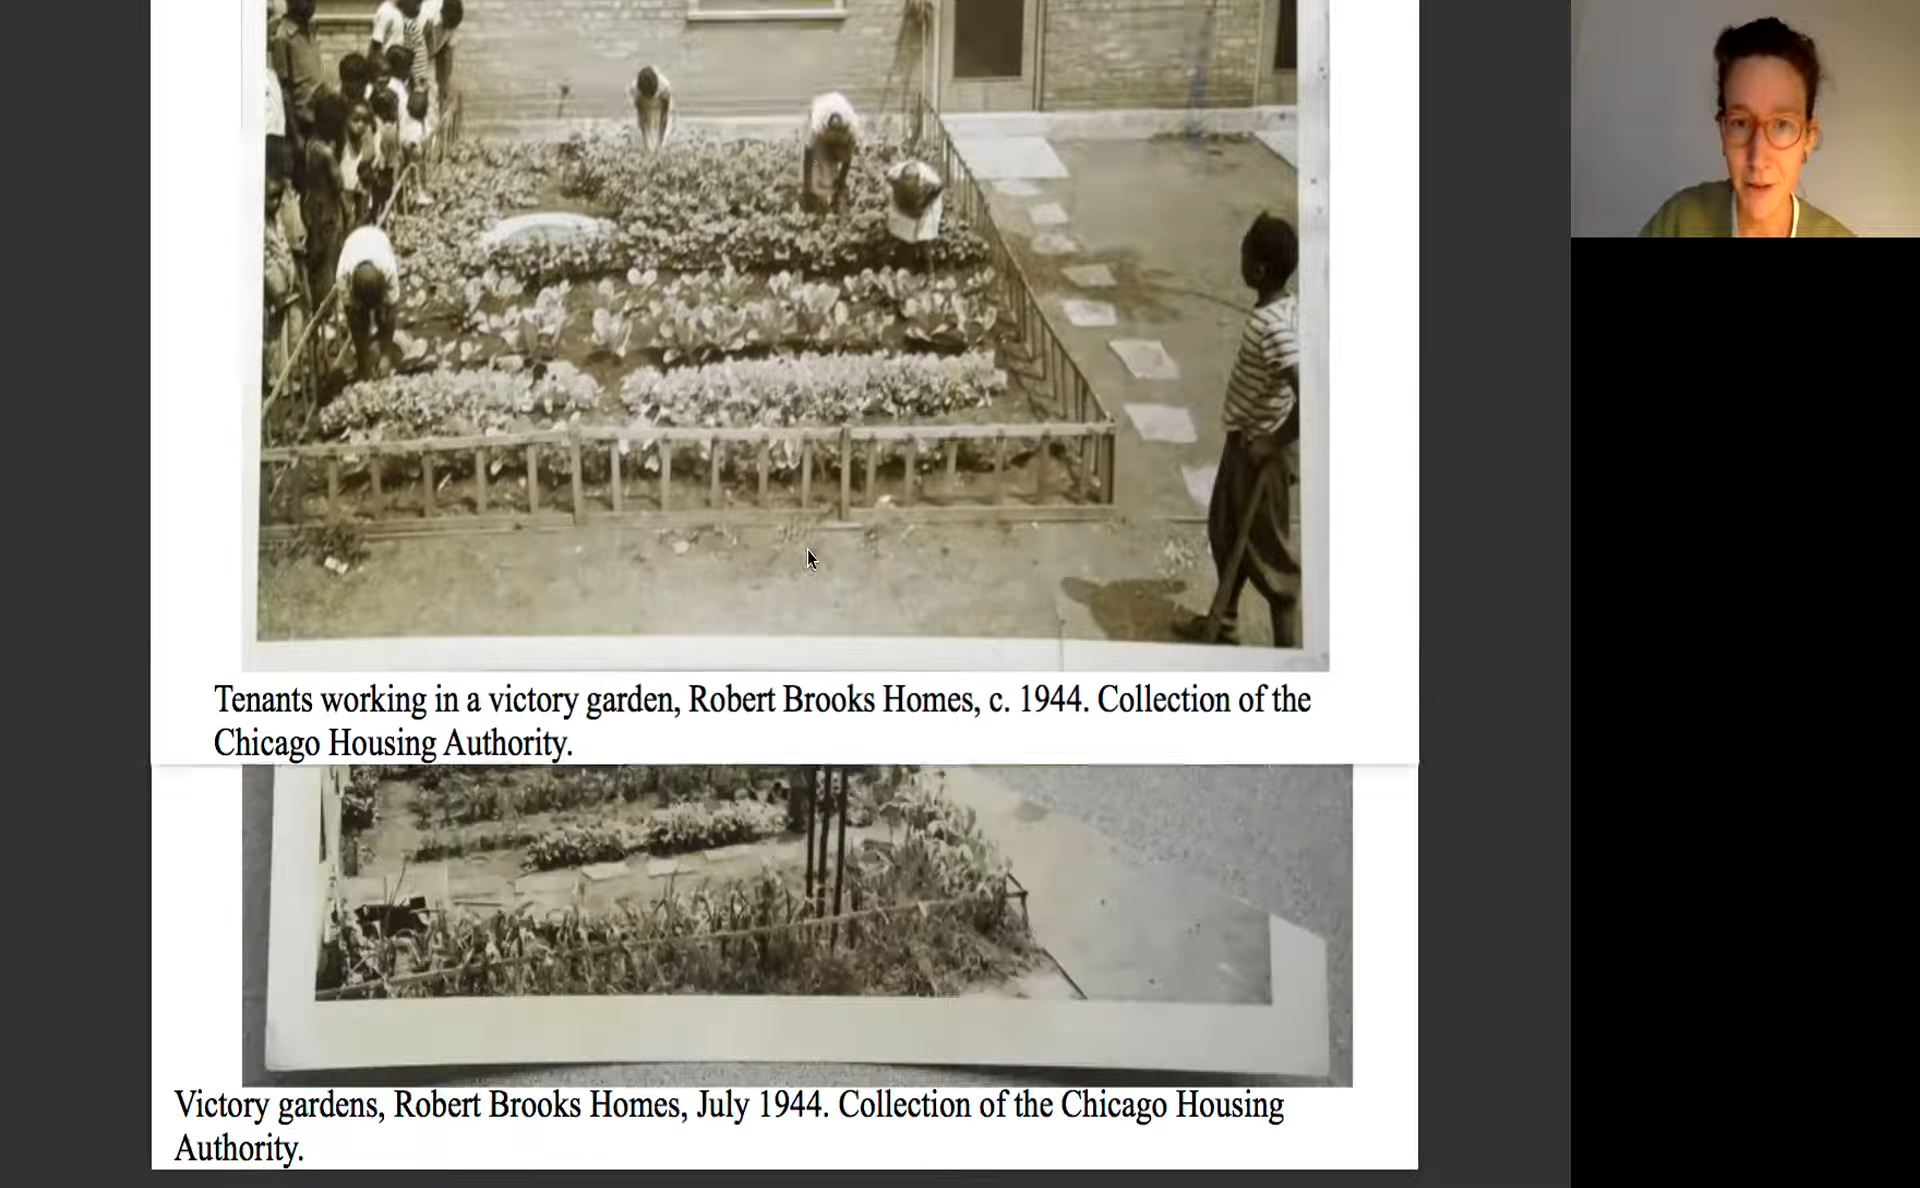 Tenants working in a victory garden, Robert Brooks Homes, c. 1944. Collection of the
Chicago Housing Authority.
Victory gardens, Robert Brooks Homes, July 1944. Collection of the Chicago Housing
Authority.